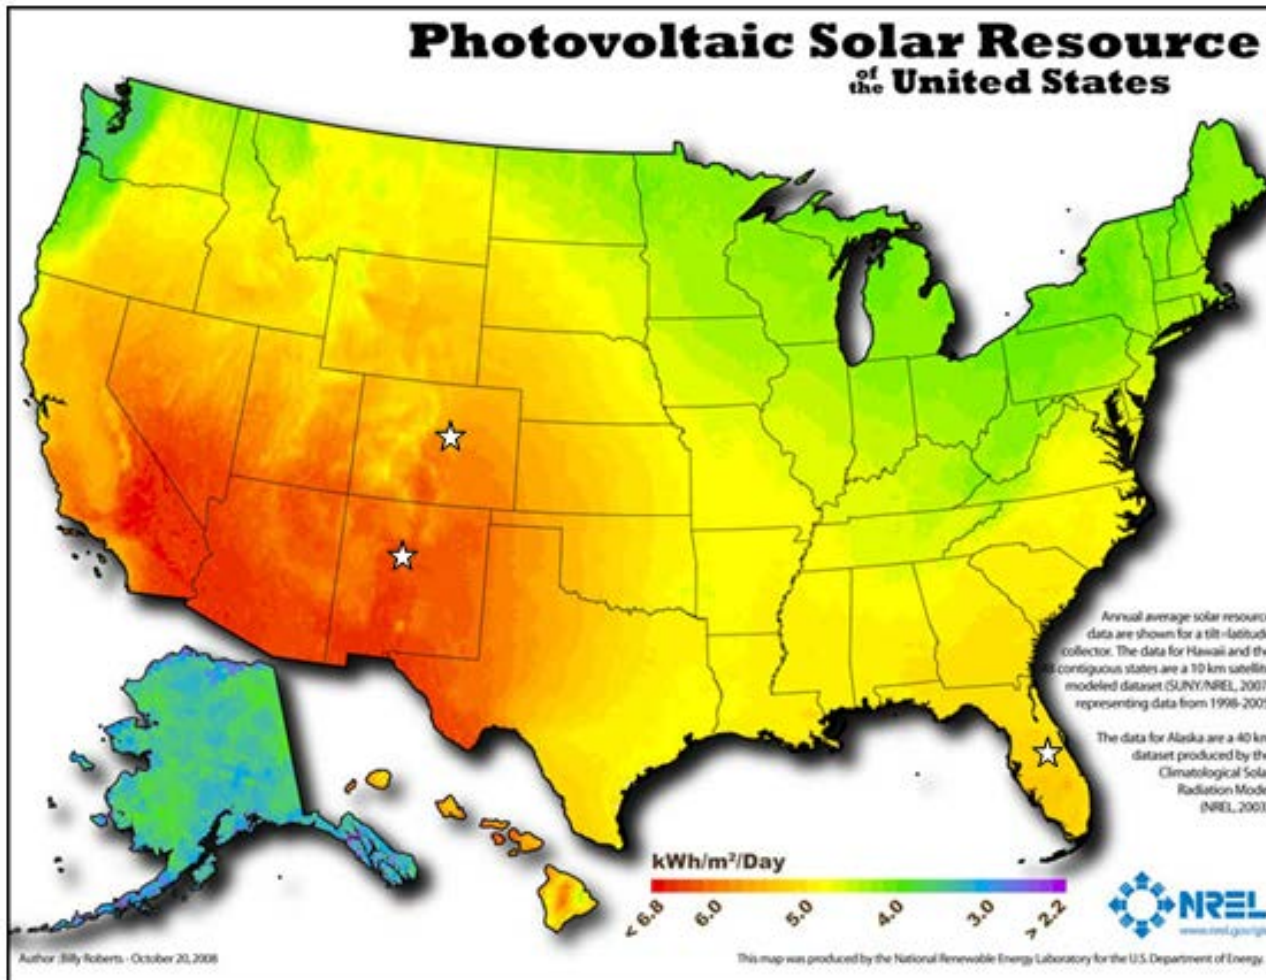 Photovoltaic Solar Resource
of the United States
Annual average solar resource
data are shown for a tilt=latitude
collector. The data for Hawaii and the
contiguous states are a 10 km satellite
modeled dataset (SUNY/NREL, 2007)
representing data from 1998-2005
The data for Alaska are a 40 km
dataset produced by the
Climatological Solar
Radiation Model
(NREL, 2003)
kWh/m²/Day
< 6.8 6.0 5.0 4.0 3.0 > 2.2
NREL
Author: Billy Roberts - October 20, 2008
This map was produced by the National Renewable Energy Laboratory for the U.S. Department of Energy.